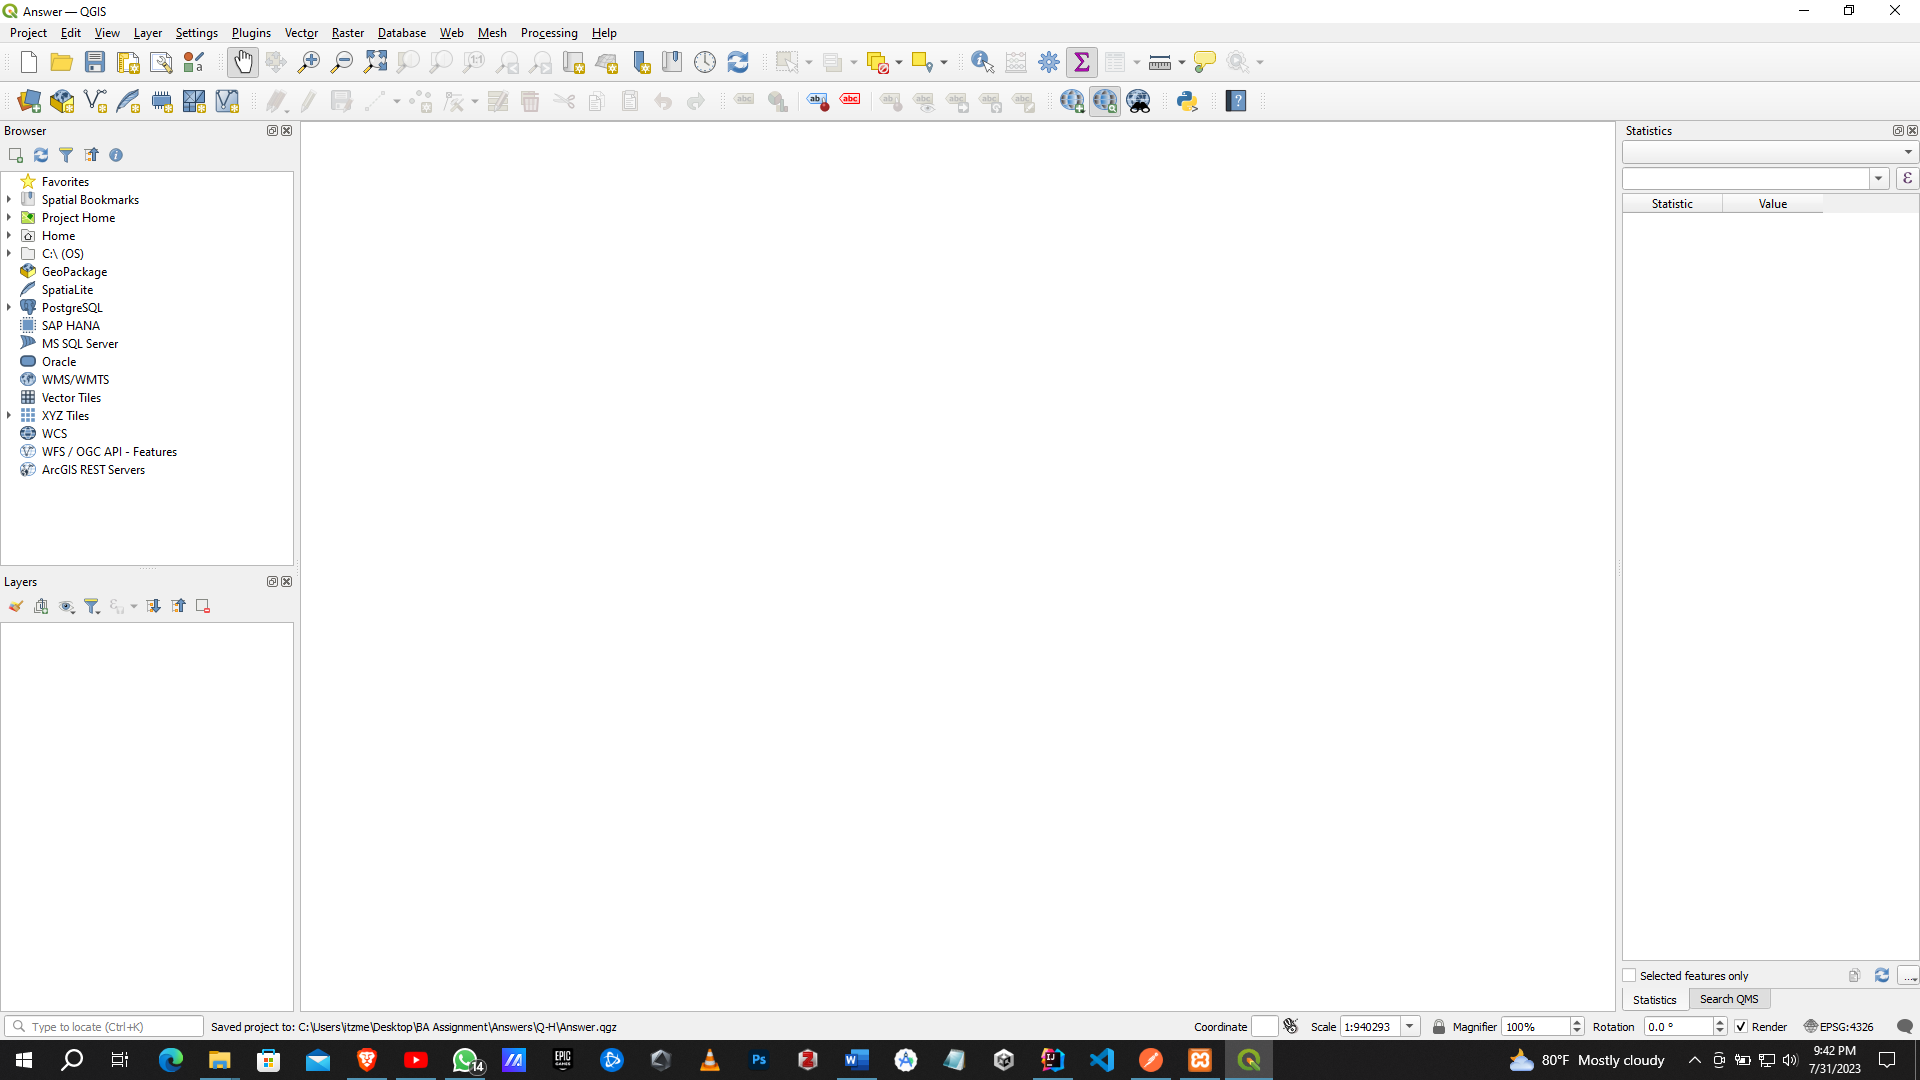 Answer — QGIS
Project Edit View Layer Settings Plugins Vector Raster Database Web Mesh Processing Help
Browser
Favorites
Spatial Bookmarks
Project Home
Home
C:\ (OS)
GeoPackage
SpatiaLite
PostgreSQL
SAP HANA
MS SQL Server
Oracle
WMS/WMTS
Vector Tiles
XYZ Tiles
WCS
WFS / OGC API - Features
ArcGIS REST Servers
Layers
Statistics
Statistic Value
Selected features only
Statistics Search QMS
Type to locate (Ctrl+K) Saved project to: C:\Users\itzme\Desktop\BA Assignment\Answers\Q-H\Answer.qgz Coordinate Scale 1:940293 Magnifier 100% Rotation 0.0 ° Render EPSG:4326
14 EPIC GAMES Ps 80°F Mostly cloudy 9:42 PM
7/31/2023